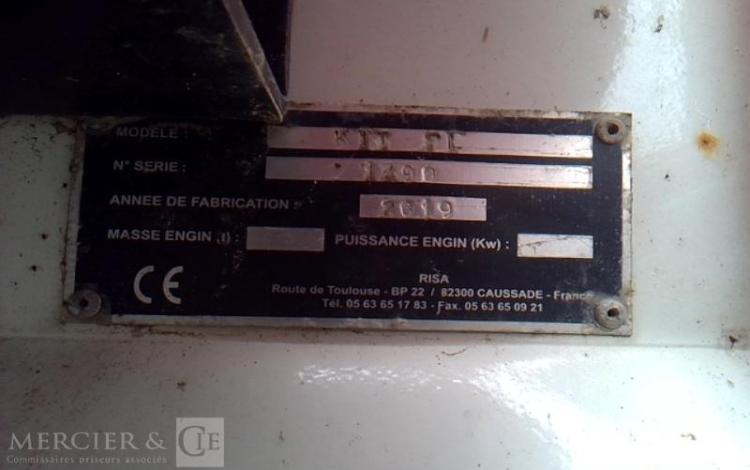 MODELE : KIT PL
N° SERIE : 1490
ANNEE DE FABRICATION : 2019
MASSE ENGIN (t) : PUISSANCE ENGIN (Kw) :
CE
RISA
Route de Toulouse - BP 22 / 82300 CAUSSADE - France
Tél. 05 63 65 17 83 - Fax. 05 63 65 09 21
MERCIER & CIE
Commissaires priseurs associés